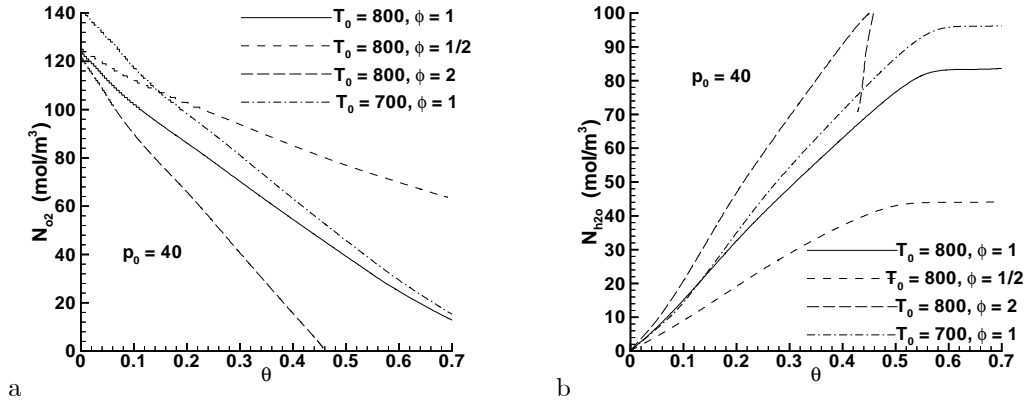 T₀ = 800, ϕ = 1
T₀ = 800, ϕ = 1/2
T₀ = 800, ϕ = 2
T₀ = 700, ϕ = 1
p₀ = 40
N_o2 (mol/m³)
140
120
100
80
60
40
20
0
0 0.1 0.2 0.3 0.4 0.5 0.6 0.7
θ
a
p₀ = 40
N_h2o (mol/m³)
100
90
80
70
60
50
40
30
20
10
0
T₀ = 800, ϕ = 1
T₀ = 800, ϕ = 1/2
T₀ = 800, ϕ = 2
T₀ = 700, ϕ = 1
0 0.1 0.2 0.3 0.4 0.5 0.6 0.7
θ
b